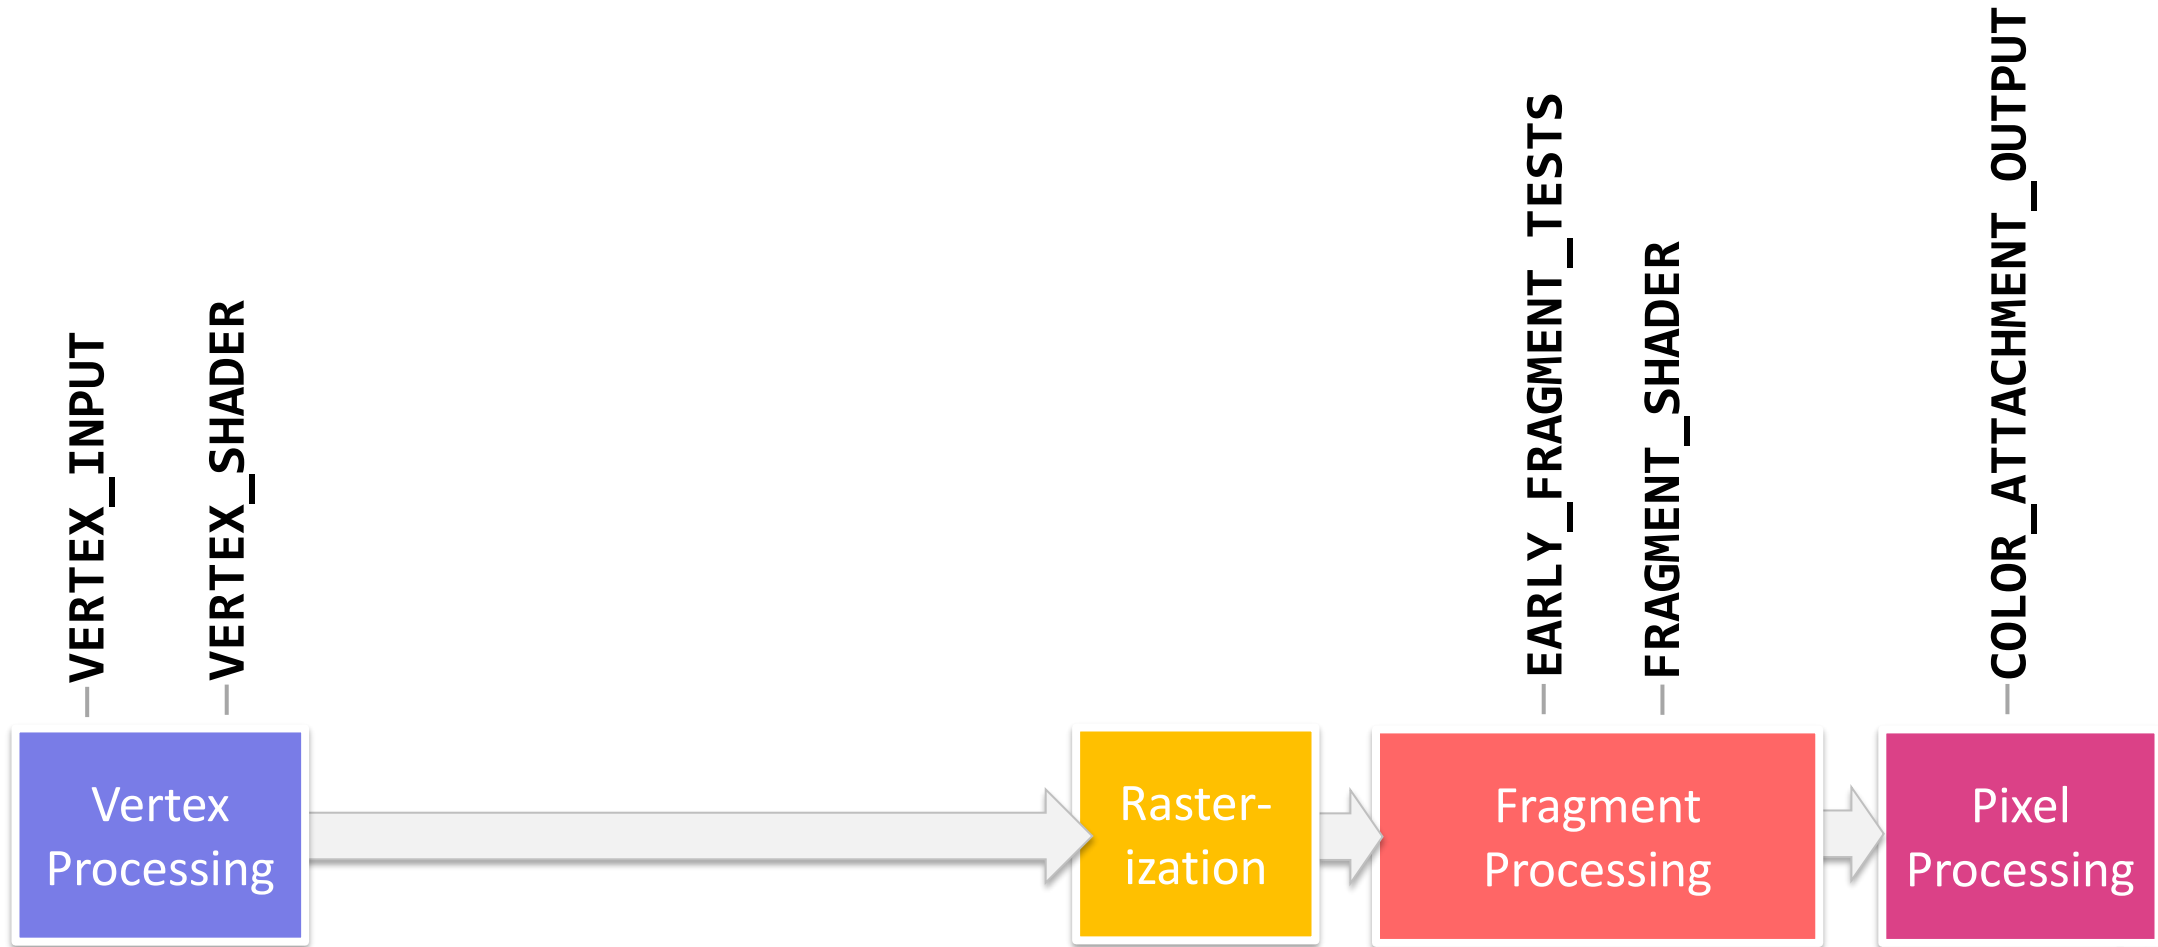 VERTEX_INPUT
VERTEX_SHADER
EARLY_FRAGMENT_TESTS
FRAGMENT_SHADER
COLOR_ATTACHMENT_OUTPUT
Vertex
Processing
Raster-
ization
Fragment
Processing
Pixel
Processing